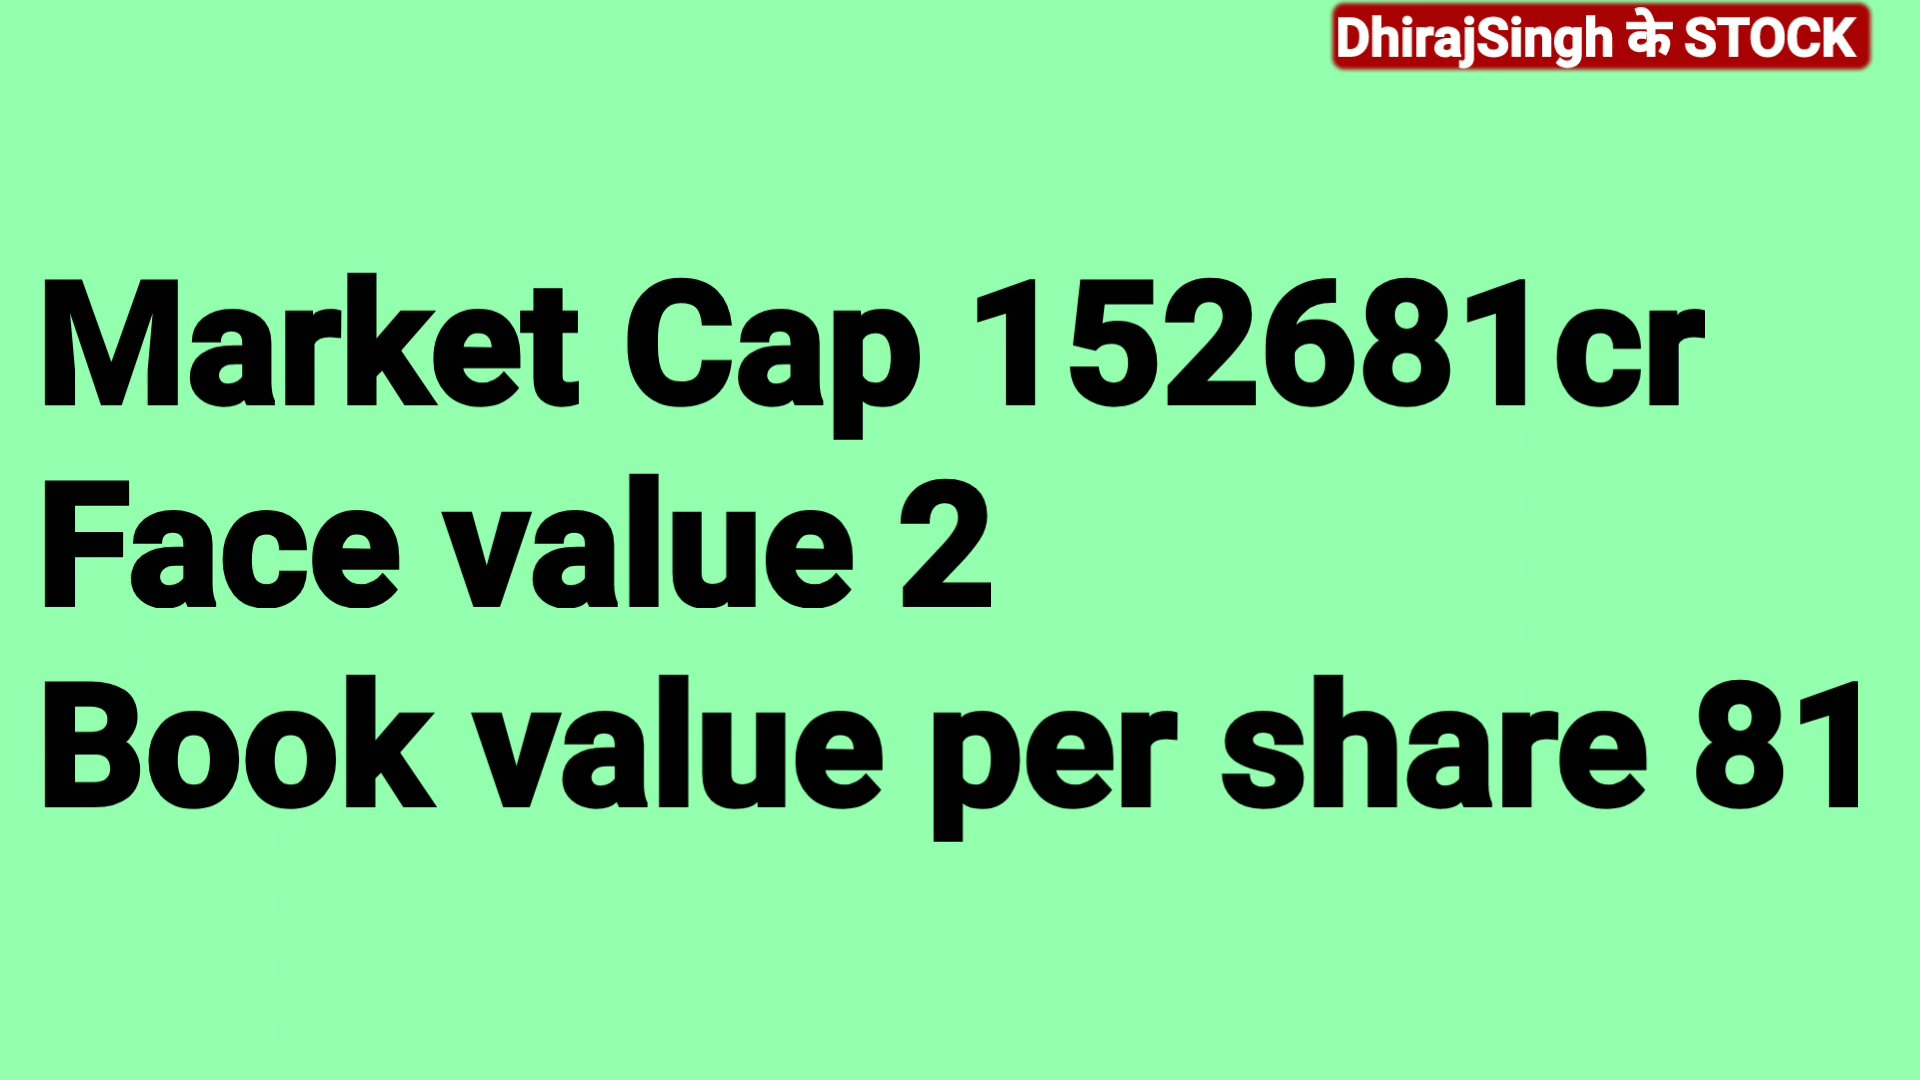 DhirajSingh के STOCK
Market Cap 152681cr
Face value 2
Book value per share 81